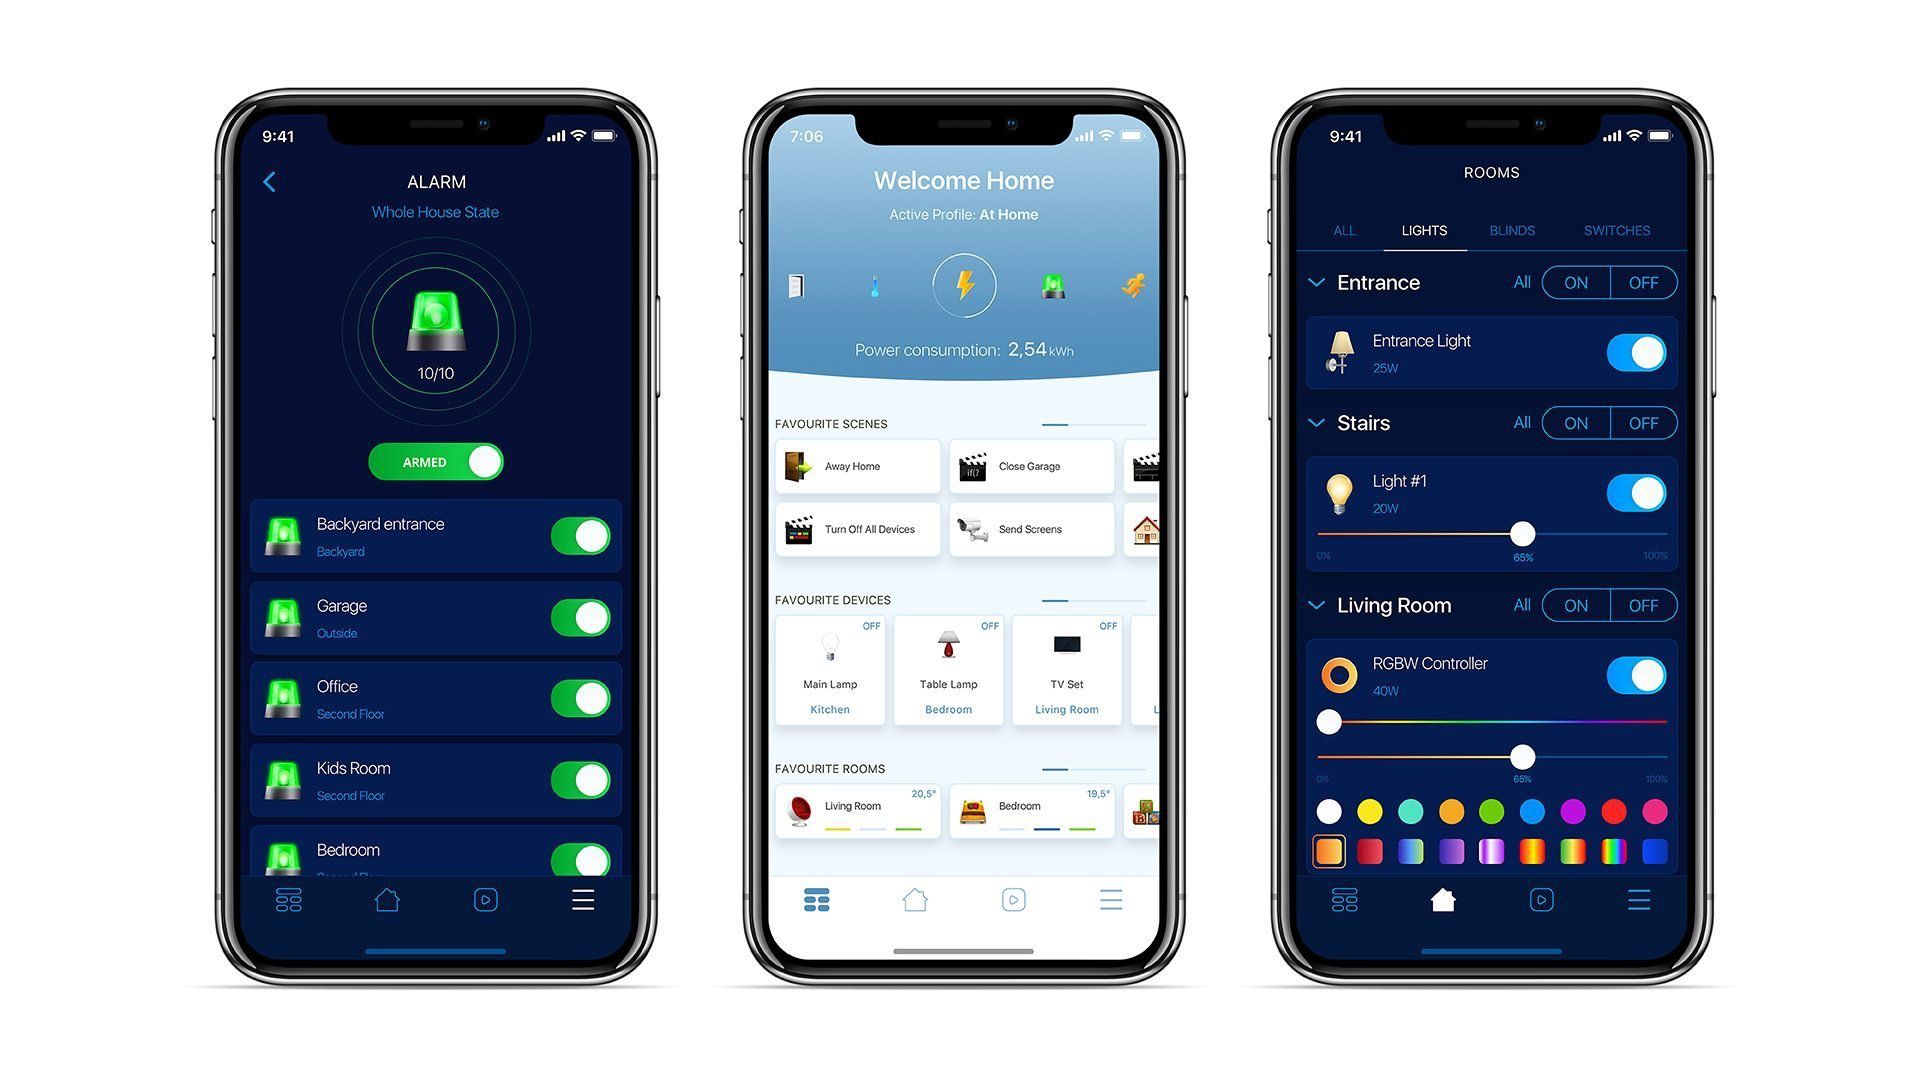 9:41
ALARM
Whole House State
10/10
ARMED
Backyard entrance
Backyard
Garage
Outside
Office
Second Floor
Kids Room
Second Floor
Bedroom
Second Floor
7:06
Welcome Home
Active Profile: At Home
Power consumption: 2,54 kWh
FAVOURITE SCENES
Away Home
Close Garage
Turn Off All Devices
Send Screens
FAVOURITE DEVICES
OFF
Main Lamp
Kitchen
OFF
Table Lamp
Bedroom
OFF
TV Set
Living Room
L
FAVOURITE ROOMS
20,5°
Living Room
19,5°
Bedroom
9:41
ROOMS
ALL LIGHTS BLINDS SWITCHES
Entrance All ON OFF
Entrance Light
25W
Stairs All ON OFF
Light #1
20W
0% 65% 100%
Living Room All ON OFF
RGBW Controller
40W
0% 65% 100%